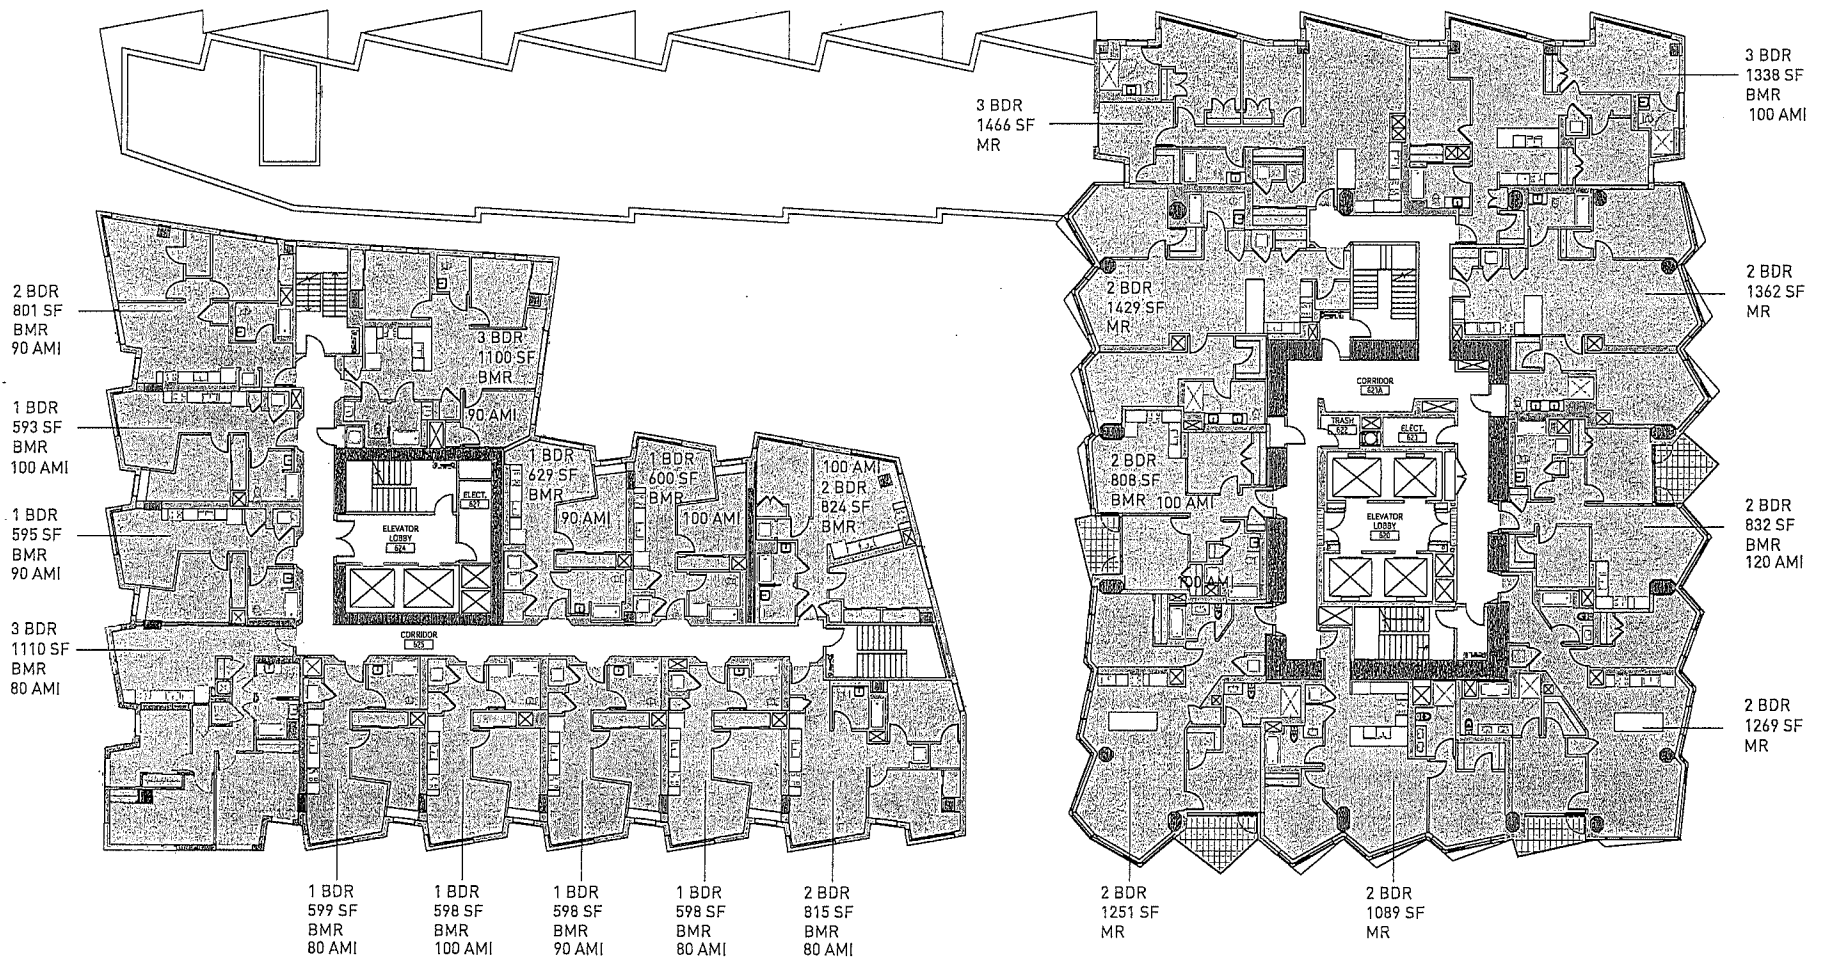 3 BDR
1466 SF
MR
3 BDR
1338 SF
BMR
100 AMI
2 BDR
801 SF
BMR
90 AMI
3 BDR
1100 SF
BMR
90 AMI
2 BDR
1429 SF
MR
2 BDR
1362 SF
MR
1 BDR
593 SF
BMR
100 AMI
1 BDR
629 SF
BMR
90 AMI
1 BDR
600 SF
BMR
100 AMI
100 AMI
2 BDR
824 SF
BMR
CORRIDOR
621A
TRASH
622
ELECT.
623
2 BDR
808 SF
BMR
100 AMI
ELECT.
627
ELEVATOR
LOBBY
624
ELEVATOR
LOBBY
620
1 BDR
595 SF
BMR
90 AMI
2 BDR
832 SF
BMR
120 AMI
100 AMI
3 BDR
1110 SF
BMR
80 AMI
CORRIDOR
625
2 BDR
1269 SF
MR
1 BDR
599 SF
BMR
80 AMI
1 BDR
598 SF
BMR
100 AMI
1 BDR
598 SF
BMR
90 AMI
1 BDR
598 SF
BMR
80 AMI
2 BDR
815 SF
BMR
80 AMI
2 BDR
1251 SF
MR
2 BDR
1089 SF
MR